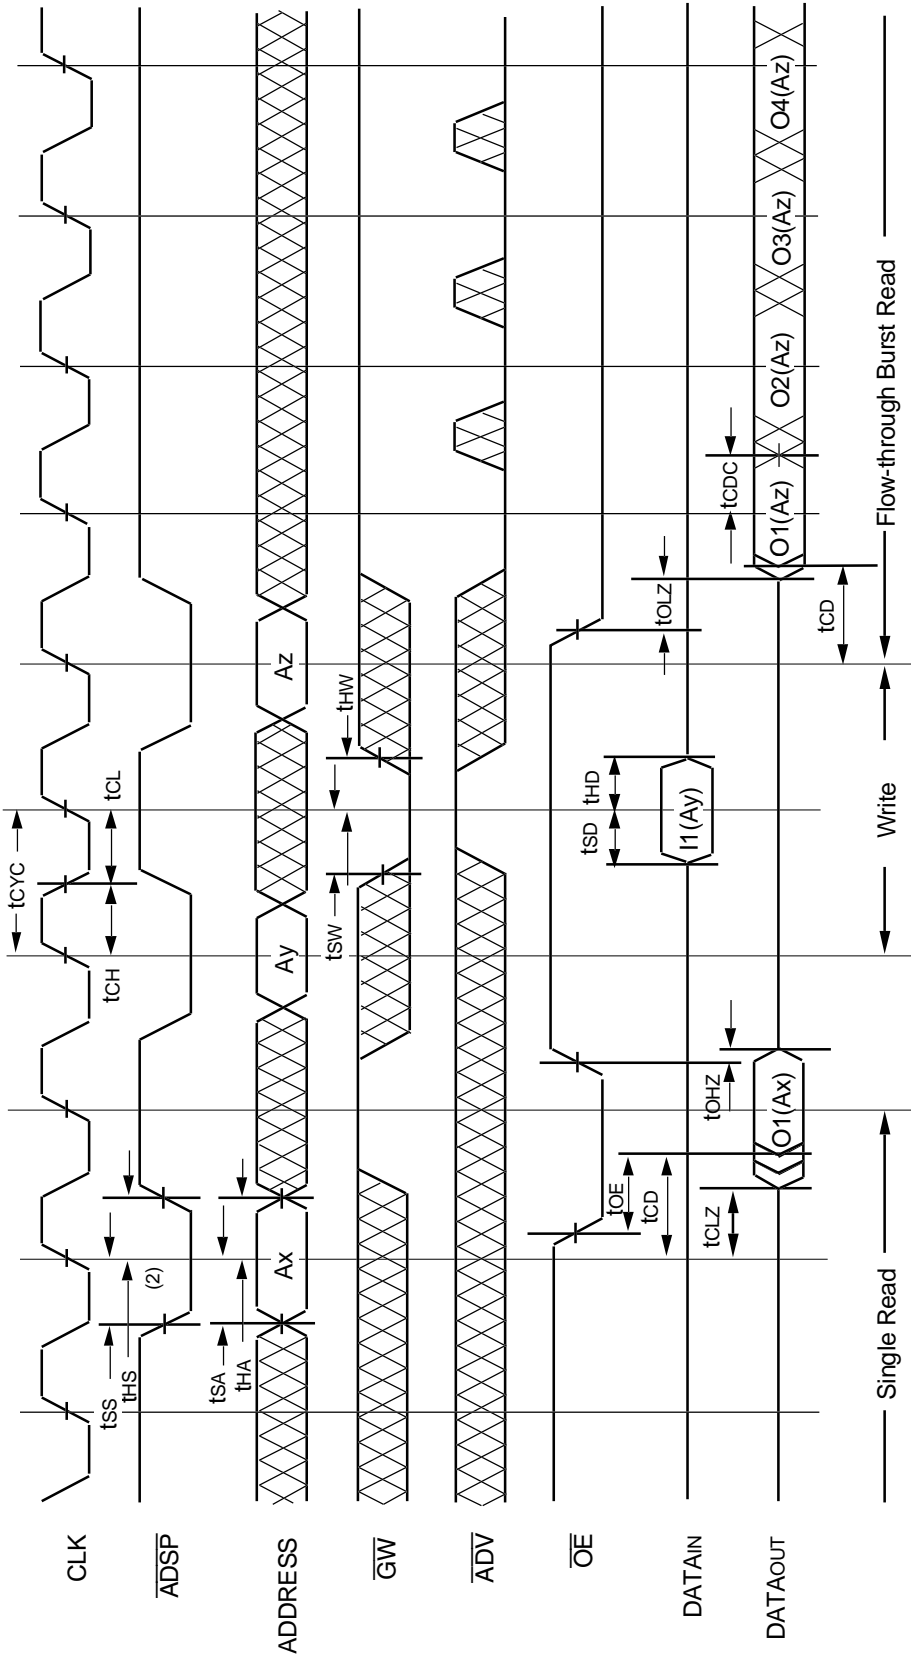 CLK
ADSP
ADDRESS
GW
ADV
OE
DATAIN
DATAOUT
tCYC
tCH
tCL
tSS
tHS
(2)
tSA
tHA
Ax
Ay
Az
tSW
tHW
tOE
tCD
tCLZ
tOHZ
O1(Ax)
tSD
tHD
I1(Ay)
tOLZ
tCD
tCDC
O1(Az)
O2(Az)
O3(Az)
O4(Az)
Single Read
Write
Flow-through Burst Read